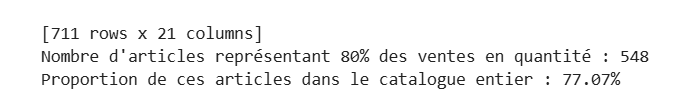 [711 rows x 21 columns]
Nombre d'articles représentant 80% des ventes en quantité : 548
Proportion de ces articles dans le catalogue entier : 77.07%